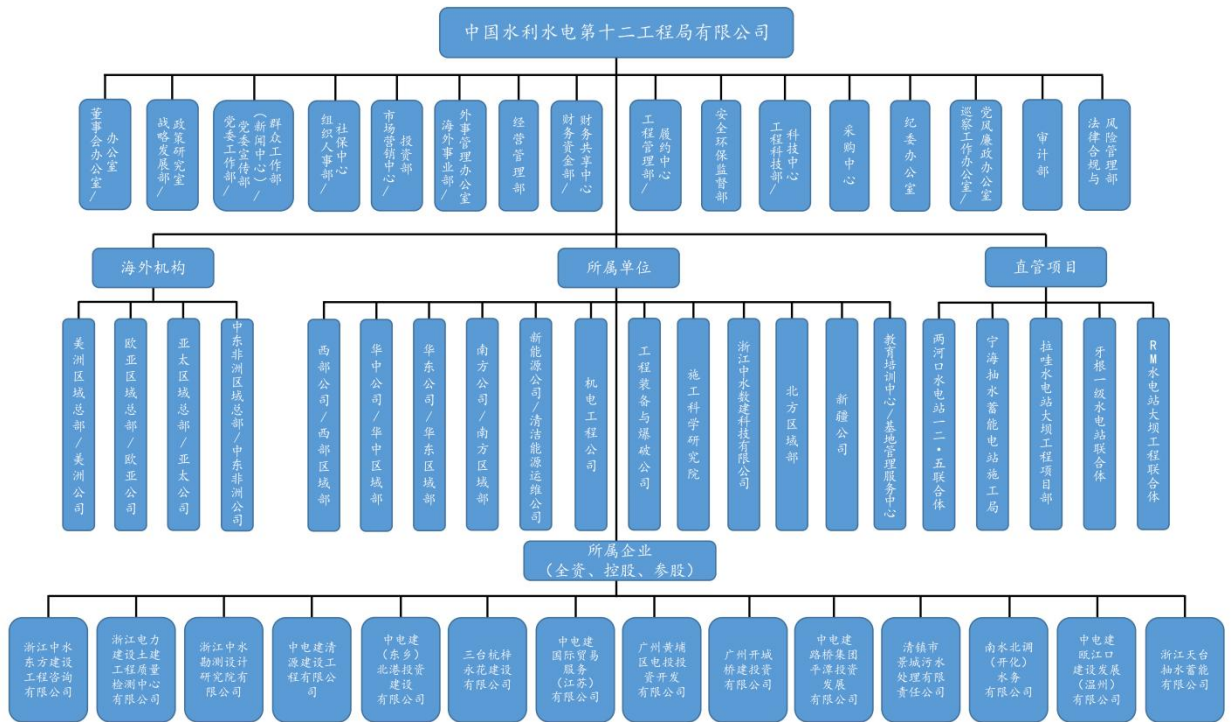 中国水利水电第十二工程局有限公司
董事会办公室/
办公室
战略发展部/
政策研究室
党委工作部/
党委宣传部
（新闻中心）/
群众工作部
组织人事部/
社保中心
市场营销中心/
投资部
海外事业部/
外事管理办公室
经营管理部
财务资金部/
财务共享中心
工程管理部/
履约中心
安全环保监督部
工程科技部/
科技中心
采购中心
纪委办公室
巡察工作办公室/
党风廉政办公室
审计部
法律合规与
风险管理部
海外机构
所属单位
直管项目
美洲区域总部/美洲公司
欧亚区域总部/欧亚公司
亚太区域总部/亚太公司
中东非洲区域总部/中东非洲公司
西部公司/西部区域部
华中公司/华中区域部
华东公司/华东区域部
南方公司/南方区域部
新能源公司/清洁能源运维公司
机电工程公司
工程装备与爆破公司
施工科学研究院
浙江中水数建科技有限公司
北方区域部
新疆公司
教育培训中心/基地管理服务中心
两河口水电站一二·五联合体
宁海抽水蓄能电站施工局
拉哇水电站大坝工程项目部
牙根一级水电站联合体
RM水电站大坝工程联合体
所属企业
（全资、控股、参股）
浙江中水
东方建设
工程咨询
有限公司
浙江电力
建设土建
工程质量
检测中心
有限公司
浙江中水
勘测设计
研究院有
限公司
中电建清
源建设工
程有限公
司
中电建
（东乡）
北港投资
建设
有限公司
三台杭梓
永花建设
有限公司
中电建
国际贸易
服务
（江苏）
有限公司
广州黄埔
区电投投
资开发
有限公司
广州开城
桥建投资
有限公司
中电建
路桥集团
平潭投资
发展
有限公司
清镇市
景城污水
处理有限
责任公司
南水北调
（开化）
水务
有限公司
中电建
瓯江口
建设发展
（温州）
有限公司
浙江天台
抽水蓄能
有限公司